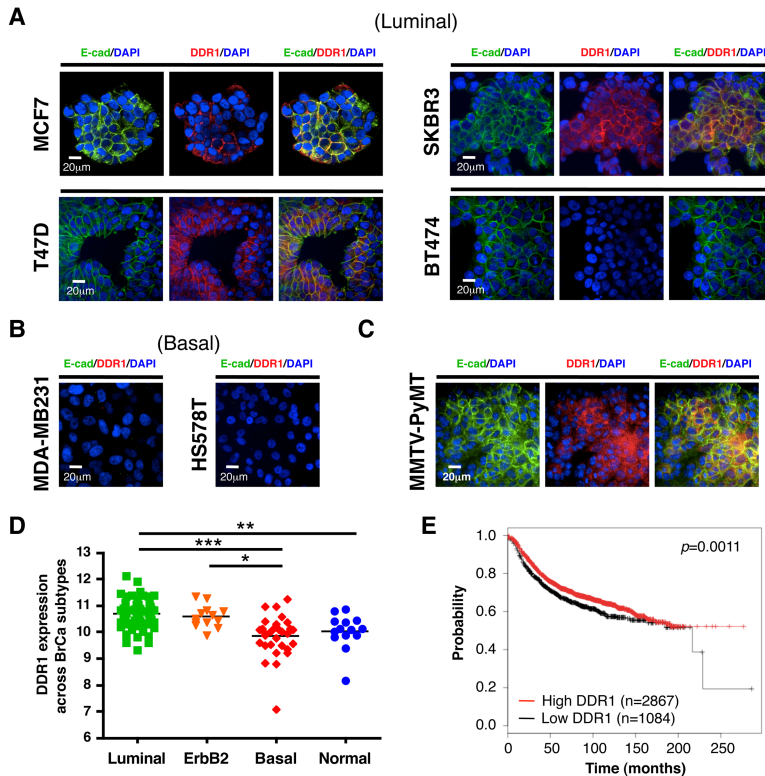 A
(Luminal)
E-cad/DAPI DDR1/DAPI E-cad/DDR1/DAPI
E-cad/DAPI DDR1/DAPI E-cad/DDR1/DAPI
MCF7
20μm
SKBR3
20μm
T47D
20μm
BT474
20μm
B
(Basal)
E-cad/DDR1/DAPI
E-cad/DDR1/DAPI
MDA-MB231
20μm
HS578T
20μm
C
E-cad/DAPI DDR1/DAPI E-cad/DDR1/DAPI
MMTV-PyMT
20μm
D
**
***
*
DDR1 expression
across BrCa subtypes
13
12
11
10
9
8
7
6
Luminal ErbB2 Basal Normal
E
p=0.0011
Probability
1.0
0.8
0.6
0.4
0.2
0.0
High DDR1 (n=2867)
Low DDR1 (n=1084)
0 50 100 150 200 250
Time (months)